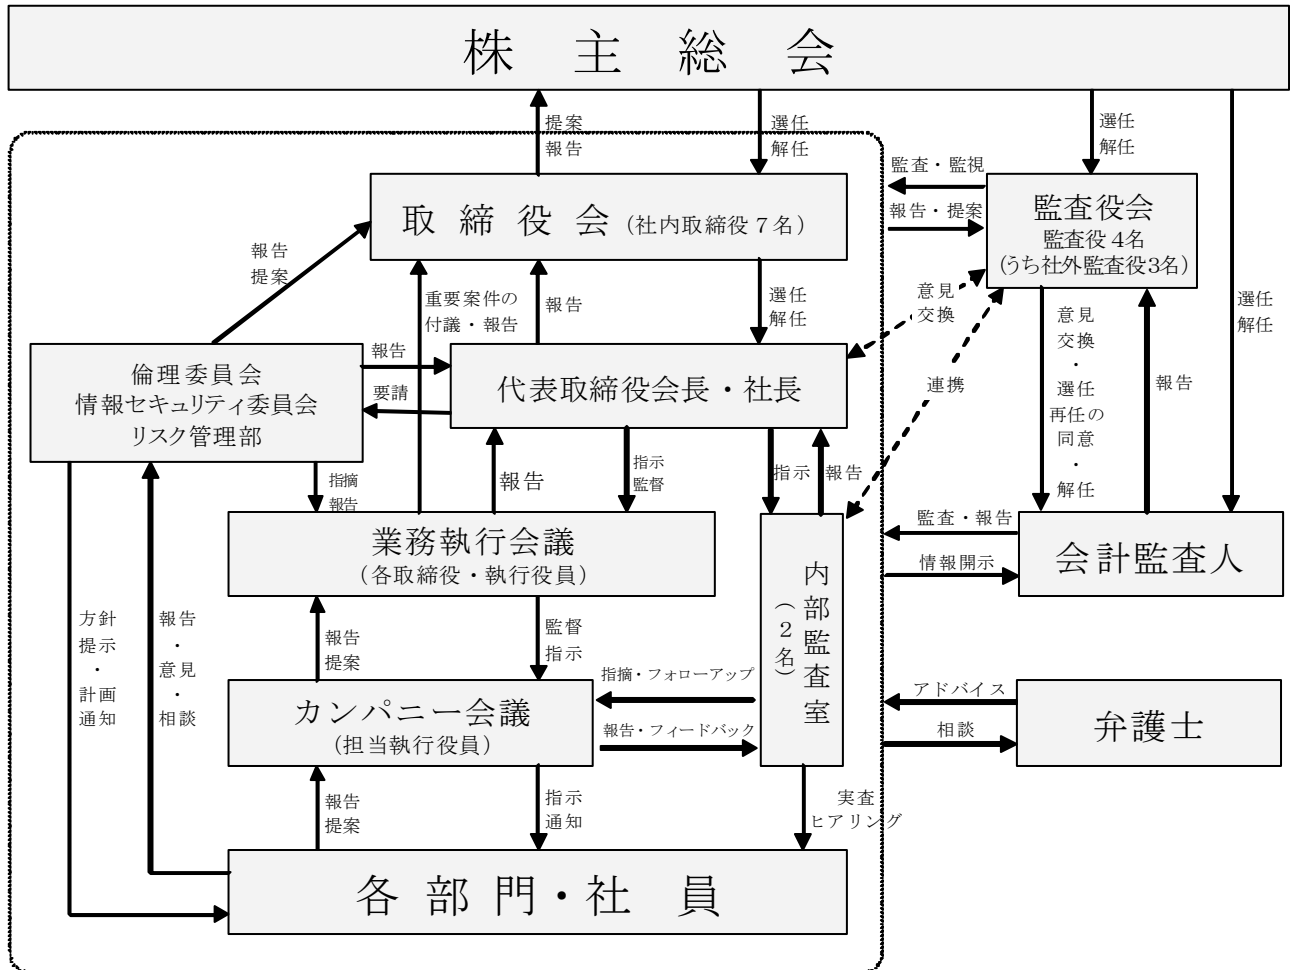 株主総会
提案
報告
選任
解任
選任
解任
監査・監視
報告・提案
取締役会(社内取締役7名)
監査役会
監査役4名
(うち社外監査役3名)
報告
提案
重要案件の
付議・報告
報告
選任
解任
意見
交換
意見
交換
・
選任
再任の
同意
・
解任
選任
解任
報告
連携
倫理委員会
情報セキュリティ委員会
リスク管理部
報告
要請
代表取締役会長・社長
指摘
報告
報告
指示
監督
指示
報告
業務執行会議
(各取締役・執行役員)
監査・報告
情報開示
会計監査人
内部監査室
(2名)
方針
提示
・
計画
通知
報告
・
意見
・
相談
報告
提案
監督
指示
指摘・フォローアップ
報告・フィードバック
カンパニー会議
(担当執行役員)
アドバイス
相談
弁護士
報告
提案
指示
通知
実査
ヒアリング
各部門・社員